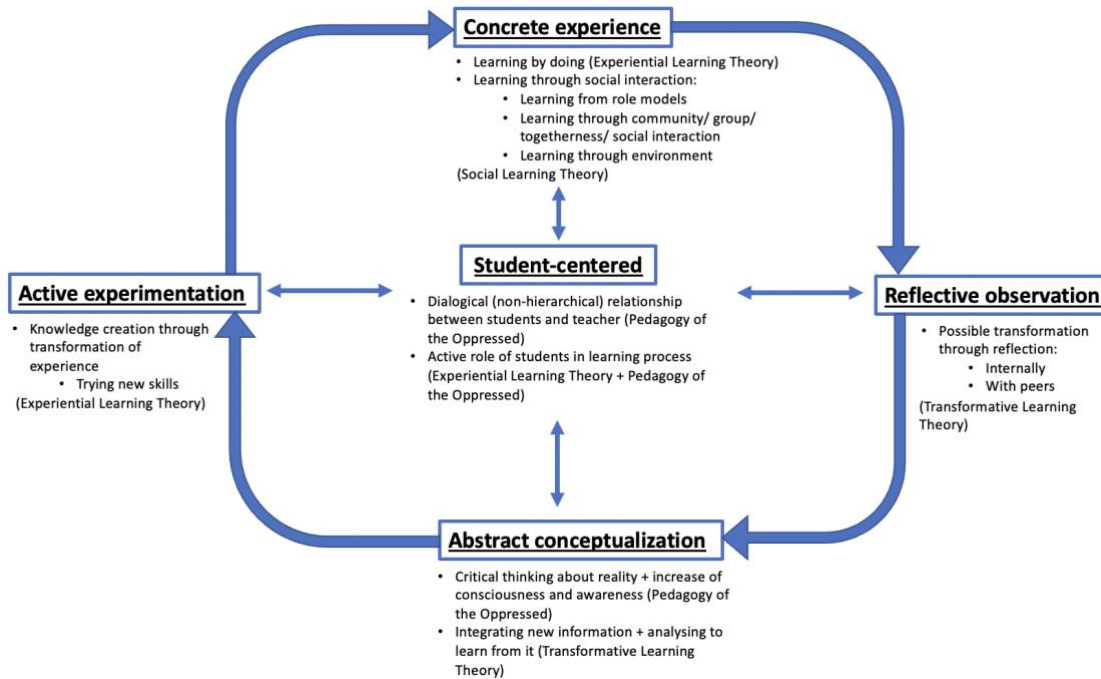 Concrete experience
• Learning by doing (Experiential Learning Theory)
• Learning through social interaction:
• Learning from role models
• Learning through community/ group/
togetherness/ social interaction
• Learning through environment
(Social Learning Theory)
Student-centered
• Dialogical (non-hierarchical) relationship
between students and teacher (Pedagogy of
the Oppressed)
• Active role of students in learning process
(Experiential Learning Theory + Pedagogy of
the Oppressed)
Active experimentation
• Knowledge creation through
transformation of
experience
• Trying new skills
(Experiential Learning Theory)
Reflective observation
• Possible transformation
through reflection:
• Internally
• With peers
(Transformative Learning
Theory)
Abstract conceptualization
• Critical thinking about reality + increase of
consciousness and awareness (Pedagogy of
the Oppressed)
• Integrating new information + analysing to
learn from it (Transformative Learning
Theory)